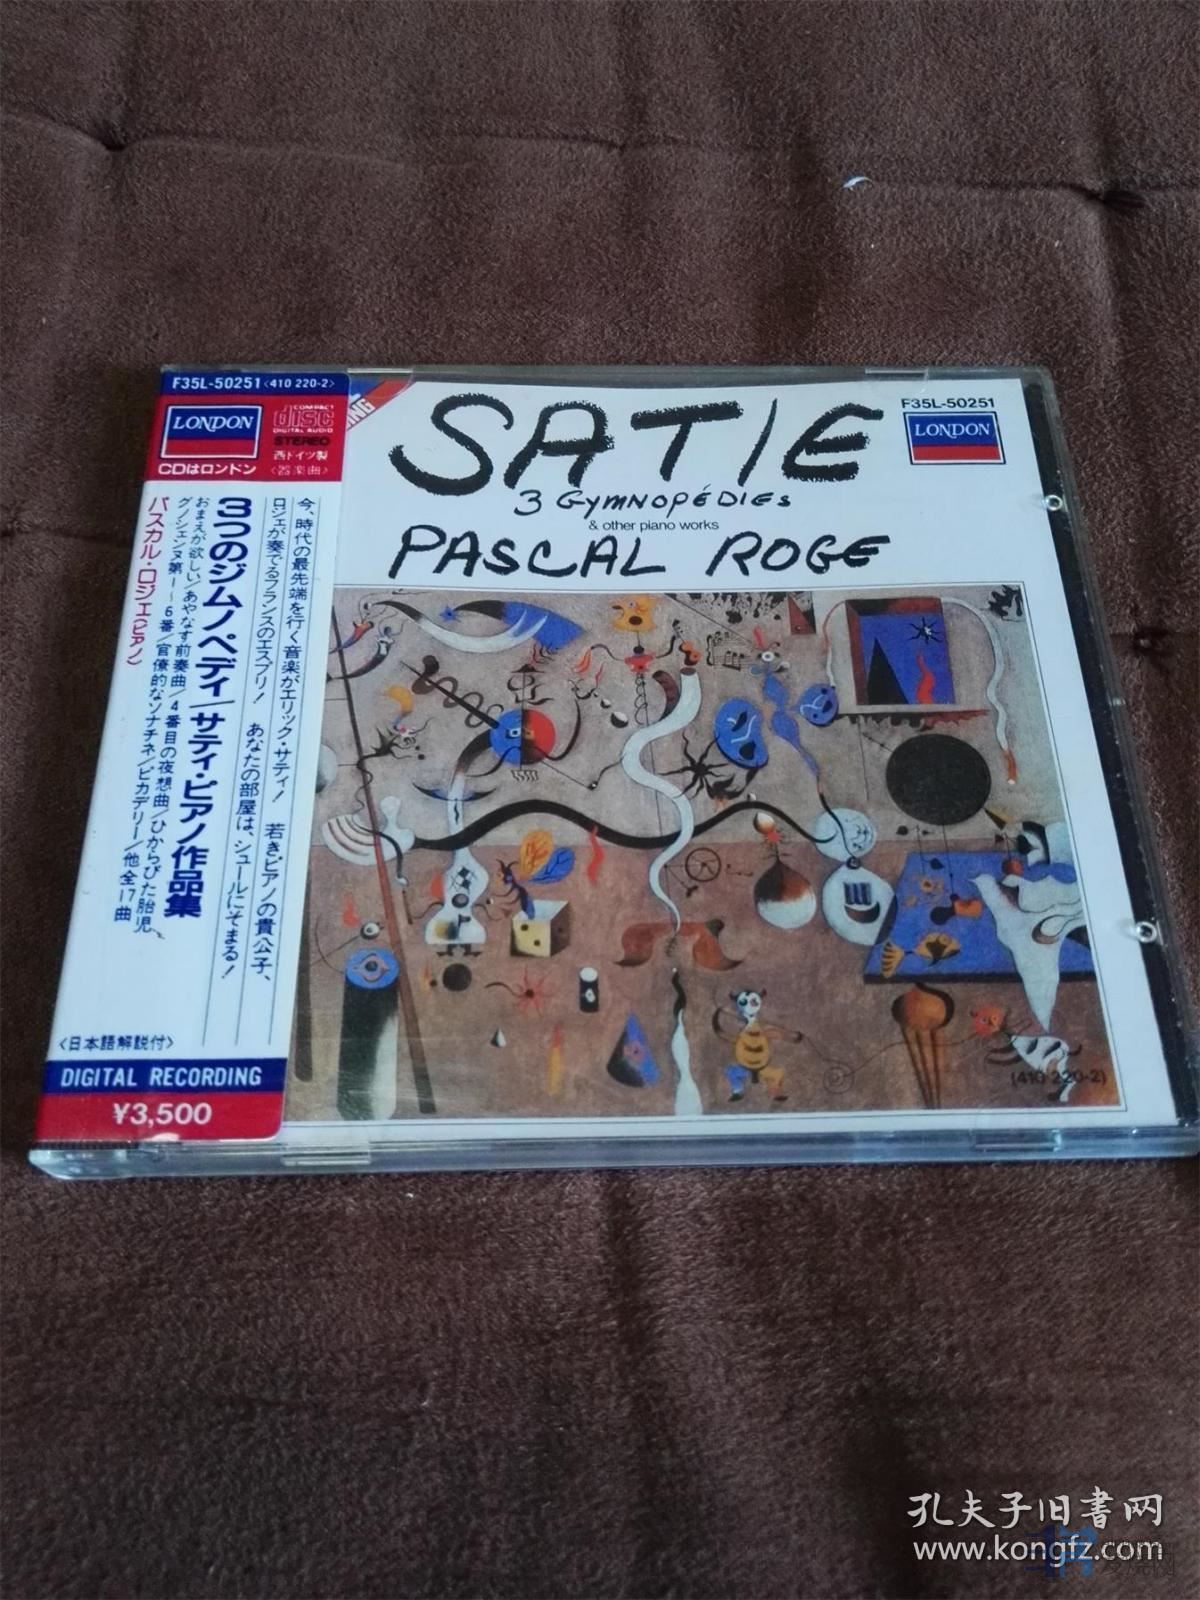 F35L-50251<410 220-2>
LONDON
CDはロンドン
COMPACT
disc
DIGITAL AUDIO
STEREO
西ドイツ製
<器楽曲>
今、時代の最先端を行く音楽がエリック・サティ! 若きピアノの貴公子、
ロジェが奏でるフランスのエスプリ! あなたの部屋は、シュールにそまる!
3つのジムノペディ/サティ・ピアノ作品集
おまえが欲しい/あやなす前奏曲/4番目の夜想曲/ひからびた胎児、
グノシェンヌ第1~6番/官僚的なソナチネ/ピカデリー/他全17曲
パスカル・ロジェ(ピアノ)
<日本語解説付>
DIGITAL RECORDING
¥3,500
SATIE
3 GYMNOPÉDIES
& other piano works
PASCAL ROGE
F35L-50251
LONDON
(410 220-2)
孔夫子旧书网
www.kongfz.com